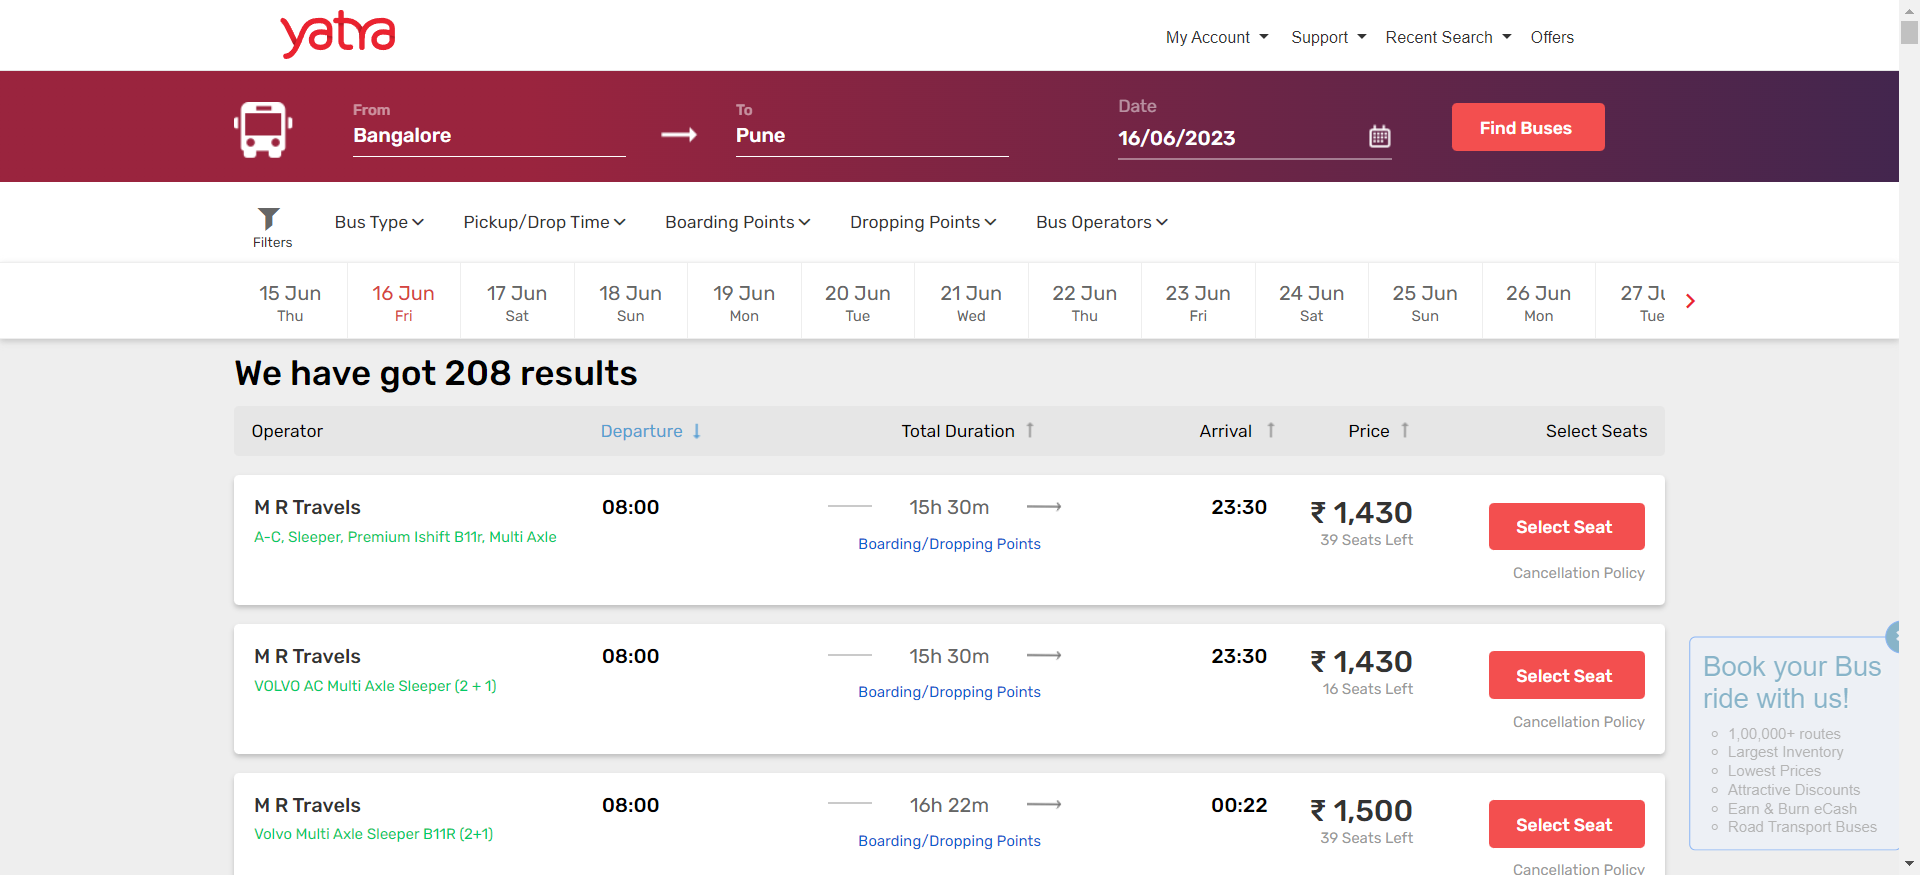 yatra
My Account Support Recent Search Offers
From
Bangalore
To
Pune
Date
16/06/2023
Find Buses
Filters
Bus Type Pickup/Drop Time Boarding Points Dropping Points Bus Operators
15 Jun 16 Jun 17 Jun 18 Jun 19 Jun 20 Jun 21 Jun 22 Jun 23 Jun 24 Jun 25 Jun 26 Jun 27
Thu Fri Sat Sun Mon Tue Wed Thu Fri Sat Sun Mon Tue
We have got 208 results
Operator Departure Total Duration Arrival Price Select Seats
M R Travels 08:00 15h 30m 23:30 ₹ 1,430 Select Seat
A-C, Sleeper, Premium Ishift B11r, Multi Axle Boarding/Dropping Points 39 Seats Left
Cancellation Policy
M R Travels 08:00 15h 30m 23:30 ₹ 1,430 Select Seat
VOLVO AC Multi Axle Sleeper (2 + 1) Boarding/Dropping Points 16 Seats Left
Cancellation Policy
M R Travels 08:00 16h 22m 00:22 ₹ 1,500 Select Seat
Volvo Multi Axle Sleeper B11R (2+1) Boarding/Dropping Points 39 Seats Left
Cancellation Policy
Book your Bus
ride with us!
1,00,000+ routes
Largest Inventory
Lowest Prices
Attractive Discounts
Earn & Burn eCash
Road Transport Buses